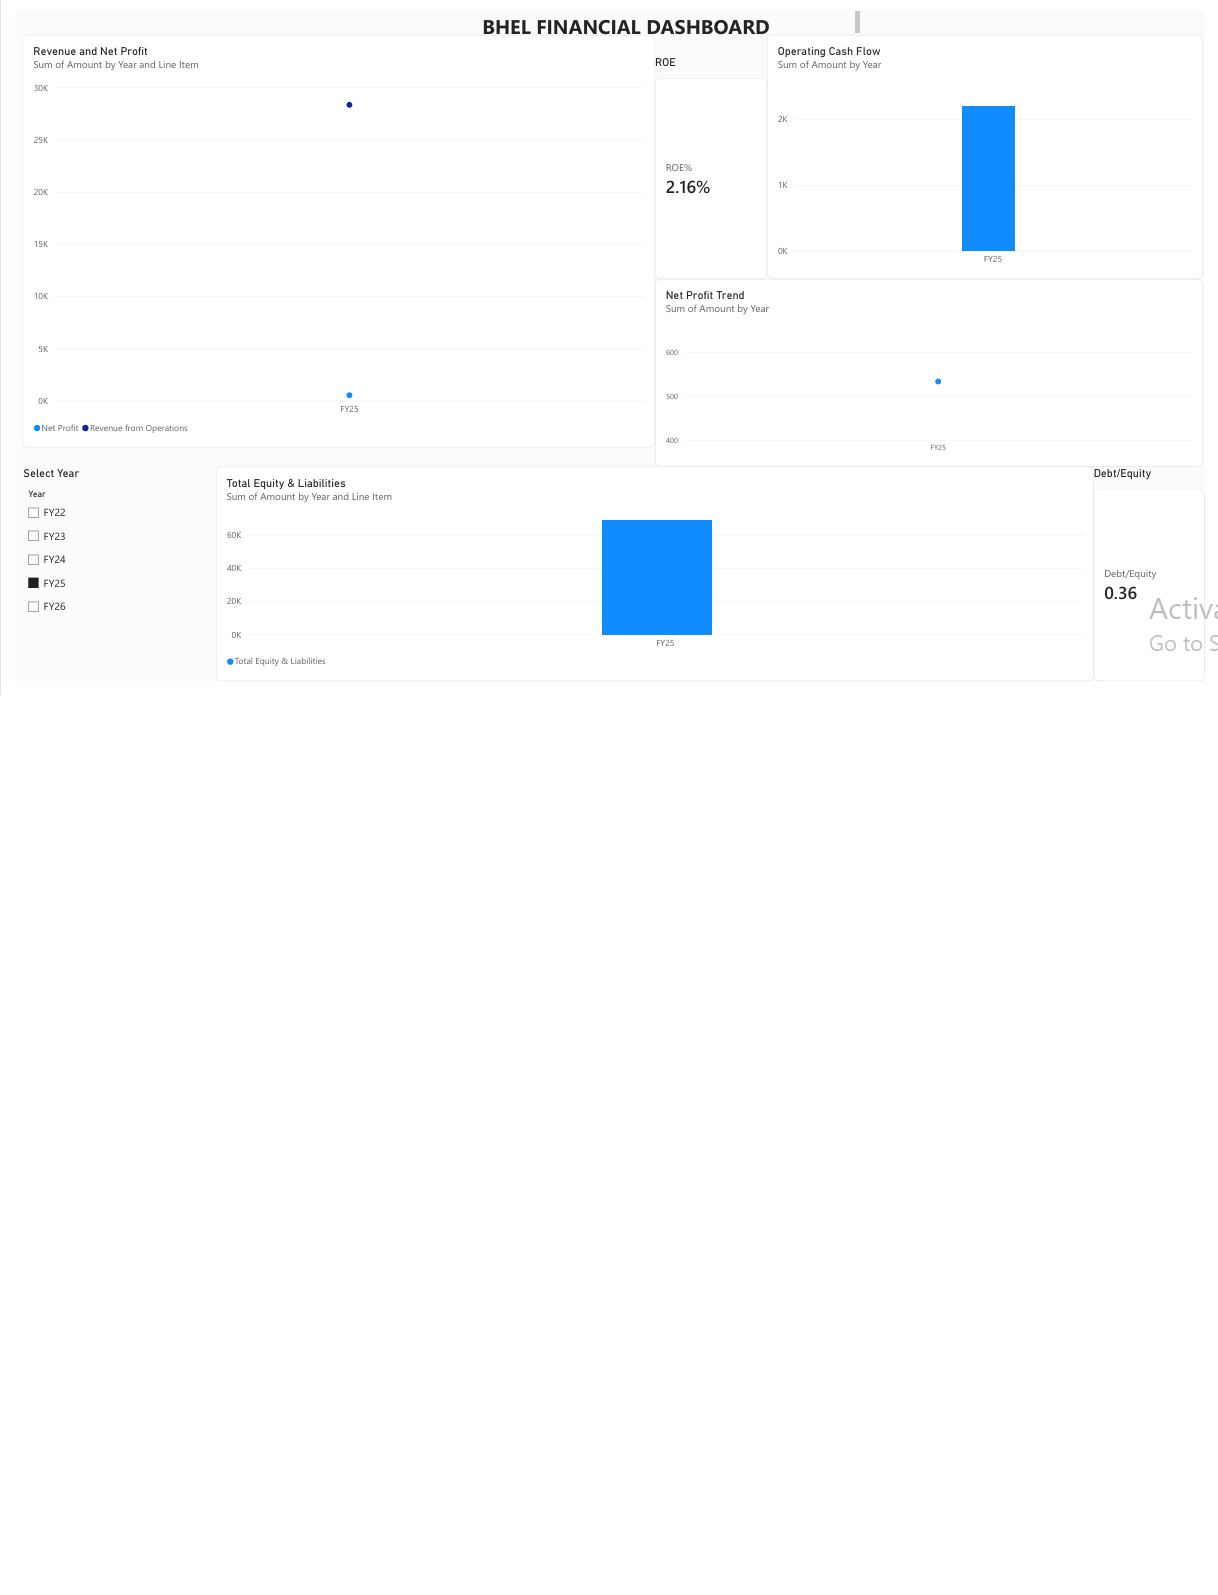 BHEL FINANCIAL DASHBOARD
Revenue and Net Profit
Sum of Amount by Year and Line Item
30K
25K
20K
15K
10K
5K
0K
FY25
Net Profit Revenue from Operations
ROE
ROE%
2.16%
Operating Cash Flow
Sum of Amount by Year
2K
1K
0K
FY25
Net Profit Trend
Sum of Amount by Year
600
500
400
FY25
Select Year
Year
FY22
FY23
FY24
FY25
FY26
Total Equity & Liabilities
Sum of Amount by Year and Line Item
60K
40K
20K
0K
FY25
Total Equity & Liabilities
Debt/Equity
Debt/Equity
0.36
Activa
Go to S